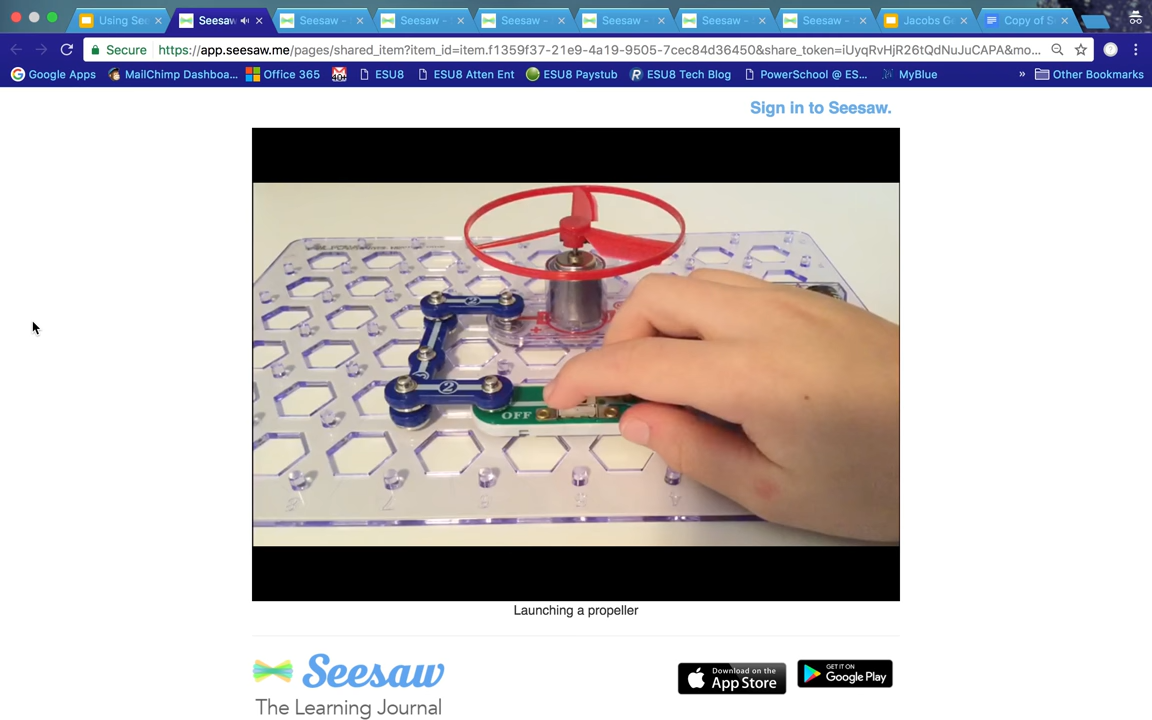 Using See
Seesaw
Seesaw -
Seesaw -
Seesaw -
Seesaw -
Seesaw -
Seesaw -
Jacobs G
Copy of S
Secure
https://app.seesaw.me/pages/shared_item?item_id=item.f1359f37-21e9-4a19-9505-7cec84d36450&share_token=iUyqRvHjR26tQdNuJuCAPA&mo...
Google Apps
MailChimp Dashboa...
Office 365
40+
ESU8
ESU8 Atten Ent
ESU8 Paystub
ESU8 Tech Blog
PowerSchool @ ES...
MyBlue
»
Other Bookmarks
Sign in to Seesaw.
2
+
2
OFF
Launching a propeller
Seesaw
The Learning Journal
Download on the
App Store
GET IT ON
Google Play